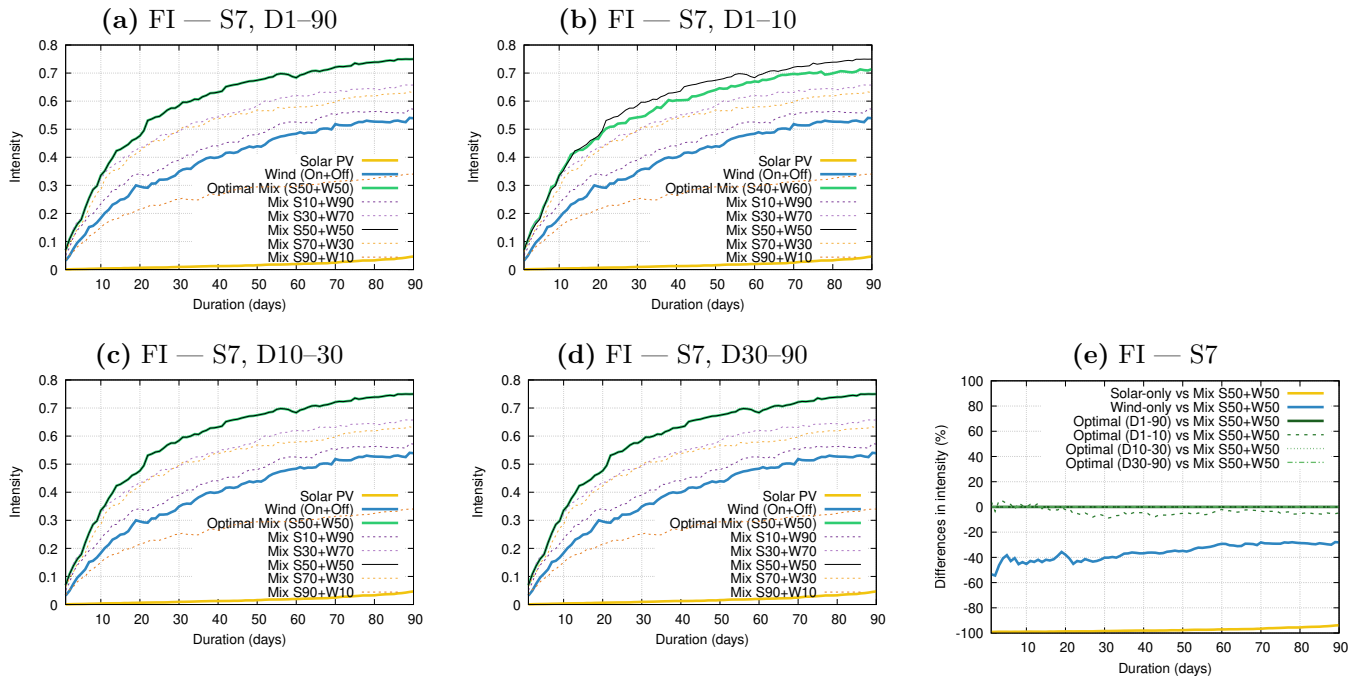 (a) FI — S7, D1–90
0.8
0.7
0.6
0.5
0.4
0.3
0.2
0.1
0
Intensity
10 20 30 40 50 60 70 80 90
Duration (days)
Solar PV
Wind (On+Off)
Optimal Mix (S50+W50)
Mix S10+W90
Mix S30+W70
Mix S50+W50
Mix S70+W30
Mix S90+W10
(b) FI — S7, D1–10
0.8
0.7
0.6
0.5
0.4
0.3
0.2
0.1
0
Intensity
10 20 30 40 50 60 70 80 90
Duration (days)
Solar PV
Wind (On+Off)
Optimal Mix (S40+W60)
Mix S10+W90
Mix S30+W70
Mix S50+W50
Mix S70+W30
Mix S90+W10
(c) FI — S7, D10–30
0.8
0.7
0.6
0.5
0.4
0.3
0.2
0.1
0
Intensity
10 20 30 40 50 60 70 80 90
Duration (days)
Solar PV
Wind (On+Off)
Optimal Mix (S50+W50)
Mix S10+W90
Mix S30+W70
Mix S50+W50
Mix S70+W30
Mix S90+W10
(d) FI — S7, D30–90
0.8
0.7
0.6
0.5
0.4
0.3
0.2
0.1
0
Intensity
10 20 30 40 50 60 70 80 90
Duration (days)
Solar PV
Wind (On+Off)
Optimal Mix (S50+W50)
Mix S10+W90
Mix S30+W70
Mix S50+W50
Mix S70+W30
Mix S90+W10
(e) FI — S7
100
80
60
40
20
0
-20
-40
-60
-80
-100
Differences in intensity (%)
10 20 30 40 50 60 70 80 90
Duration (days)
Solar-only vs Mix S50+W50
Wind-only vs Mix S50+W50
Optimal (D1-90) vs Mix S50+W50
Optimal (D1-10) vs Mix S50+W50
Optimal (D10-30) vs Mix S50+W50
Optimal (D30-90) vs Mix S50+W50